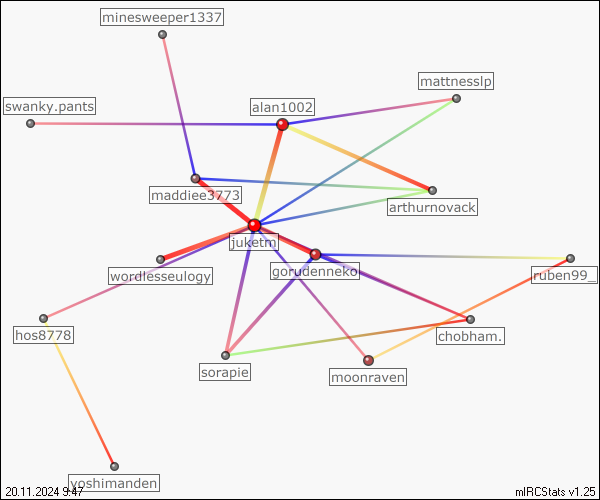 minesweeper1337
mattnesslp
swanky.pants
alan1002
maddiee3773
arthurnovack
juketm
gorudenneko
wordlesseulogy
ruben99_
hos8778
chobham.
sorapie
moonraven
yoshimanden
20.11.2024 9:47
mIRCStats v1.25